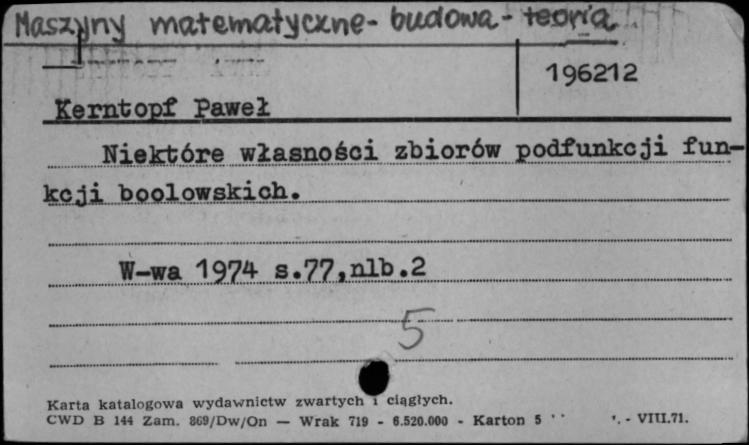 Maszyny matematyczne - budowa - teoria
196212
Kerntopf Paweł
Niektóre własności zbiorów podfunkcji fun-
kcji boolowskich.
W-wa 1974 s.77,nlb.2
5
Karta katalogowa wydawnictw zwartych i ciągłych.
CWD B 144 Zam. 869/Dw/On — Wrak 719 - 6.520.000 - Karton 5 - VIII.71.